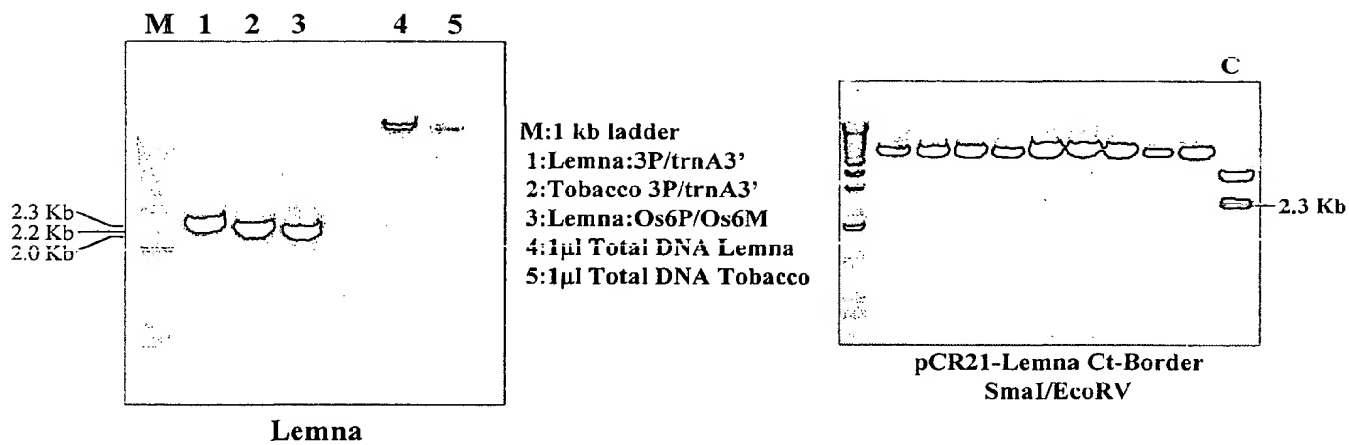 M 1 2 3 4 5
2.3 Kb
2.2 Kb
2.0 Kb
Lemna
M:1 kb ladder
1:Lemna:3P/trnA3'
2:Tobacco 3P/trnA3'
3:Lemna:Os6P/Os6M
4:1µl Total DNA Lemna
5:1µl Total DNA Tobacco
C
2.3 Kb
pCR21-Lemna Ct-Border
SmaI/EcoRV